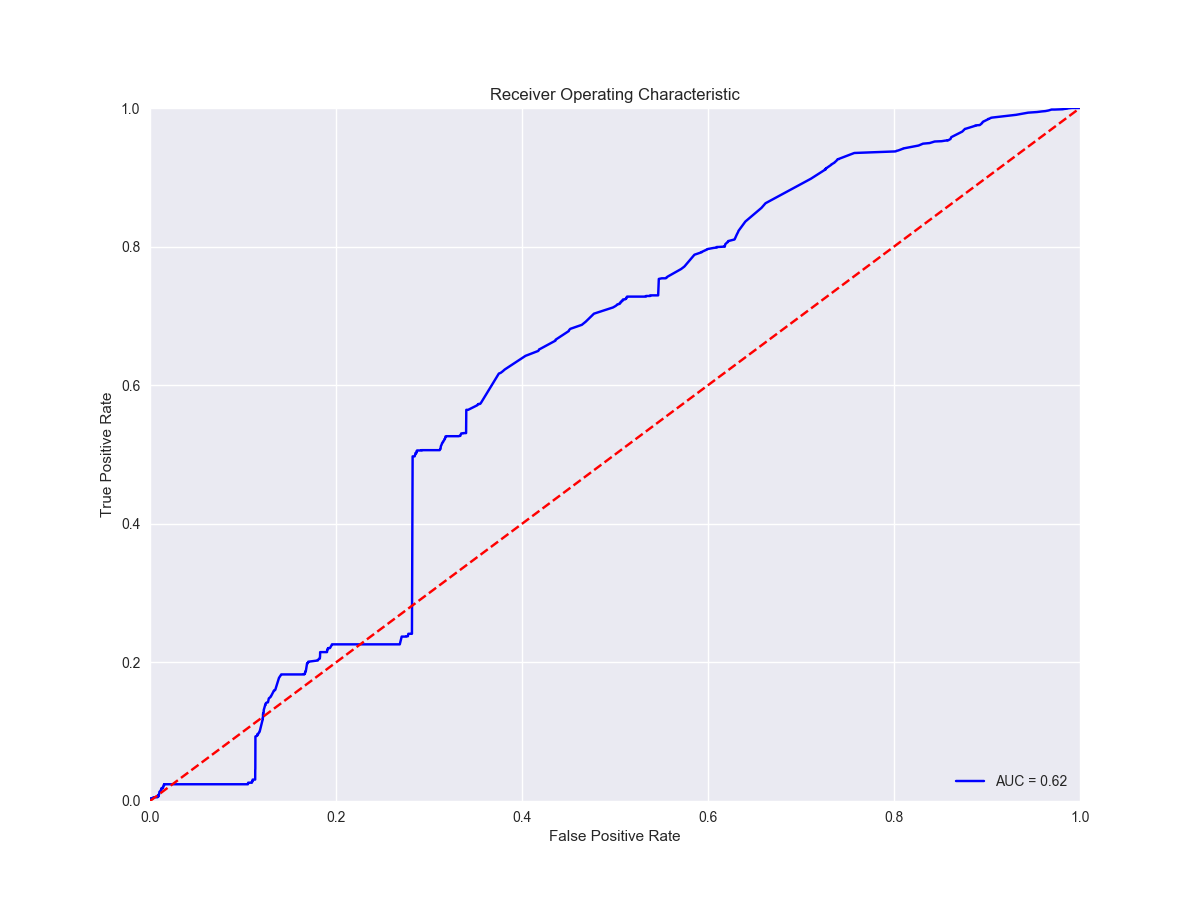 Receiver Operating Characteristic
1.0
0.8
0.6
0.4
0.2
0.0
True Positive Rate
AUC = 0.62
0.0 0.2 0.4 0.6 0.8 1.0
False Positive Rate